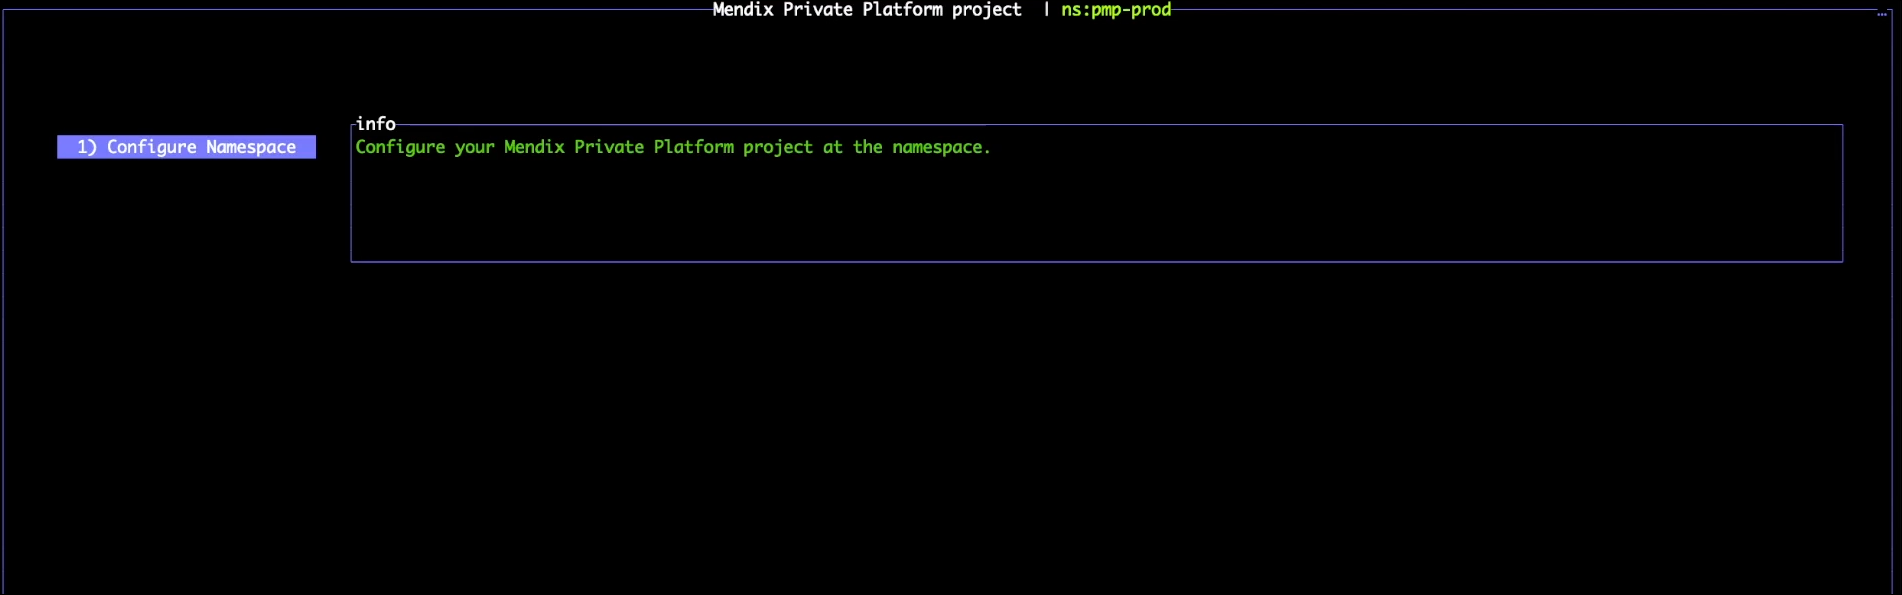 Mendix Private Platform project | ns:pmp-prod
…
info
1) Configure Namespace
Configure your Mendix Private Platform project at the namespace.